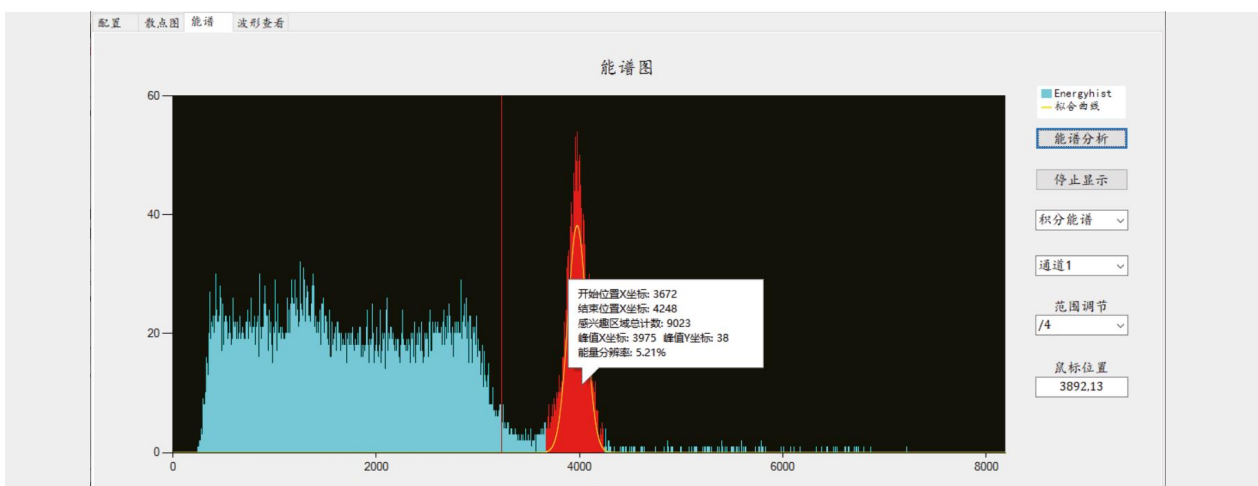 配置 散点图 能谱 波形查看
能谱图
60
40
20
0
0 2000 4000 6000 8000
开始位置X坐标: 3672
结束位置X坐标: 4248
感兴趣区域总计数: 9023
峰值X坐标: 3975 峰值Y坐标: 38
能量分辨率: 5.21%
Energyhist
拟合曲线
能谱分析
停止显示
积分能谱
通道1
范围调节
/4
鼠标位置
3892,13